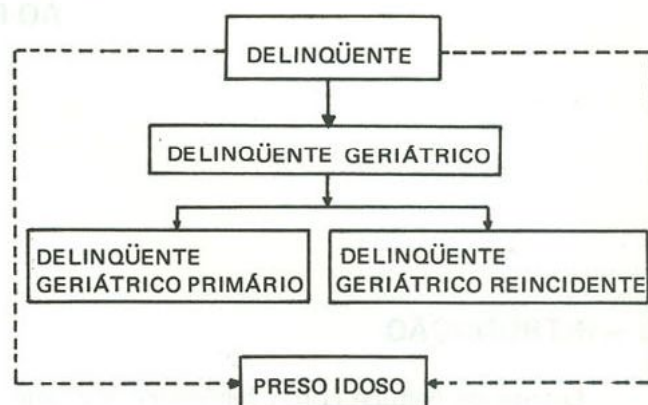 DELINQÜENTE
DELINQÜENTE GERIÁTRICO
DELINQÜENTE
GERIÁTRICO PRIMÁRIO
DELINQÜENTE
GERIÁTRICO REINCIDENTE
PRESO IDOSO